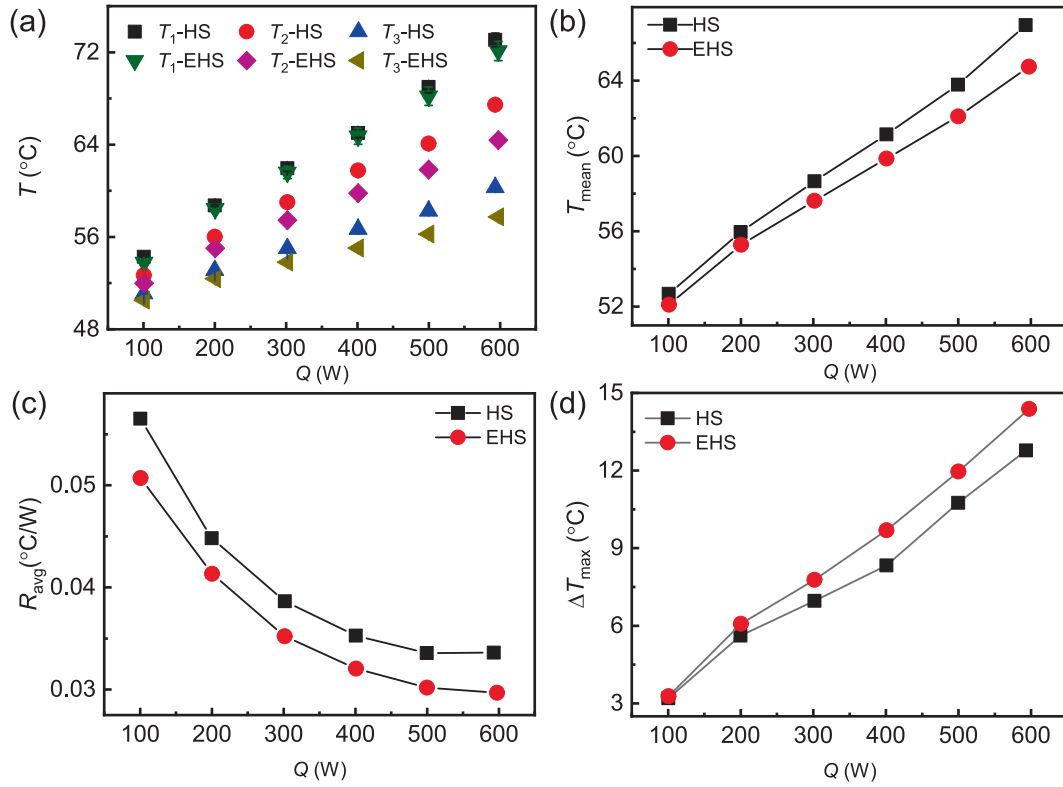 (a)
T₁-HS T₂-HS T₃-HS
T₁-EHS T₂-EHS T₃-EHS
T (°C)
72
64
56
48
100 200 300 400 500 600
Q (W)
(b)
HS
EHS
T_mean (°C)
64
60
56
52
100 200 300 400 500 600
Q (W)
(c)
HS
EHS
R_avg(°C/W)
0.05
0.04
0.03
100 200 300 400 500 600
Q (W)
(d)
HS
EHS
ΔT_max (°C)
15
12
9
6
3
100 200 300 400 500 600
Q (W)